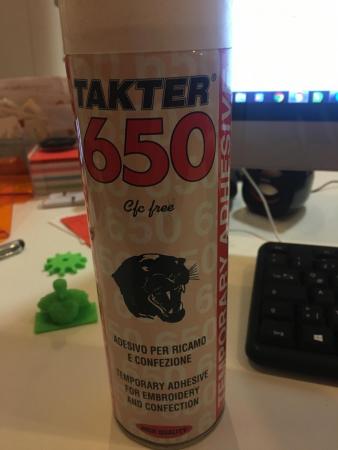 TAKTER®
650
Cfc free
ADESIVO PER RICAMO
E CONFEZIONE
TEMPORARY ADHESIVE
FOR EMBROIDERY
AND CONFECTION
HIGH QUALITY
TEMPORARY ADHESIVE